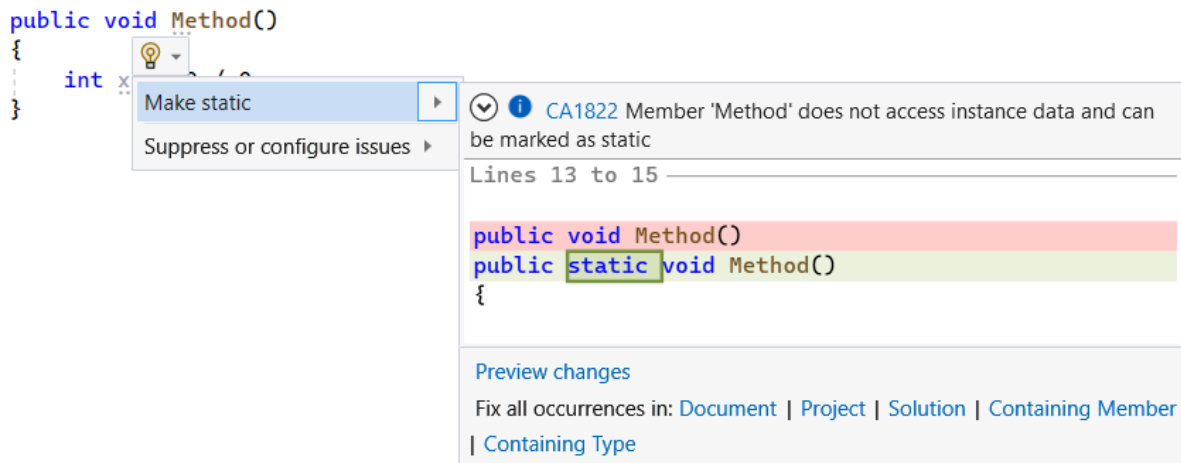 public void Method()
{
int x
}
Make static
Suppress or configure issues
CA1822 Member 'Method' does not access instance data and can
be marked as static
Lines 13 to 15
public void Method()
public static void Method()
{
Preview changes
Fix all occurrences in: Document | Project | Solution | Containing Member
| Containing Type